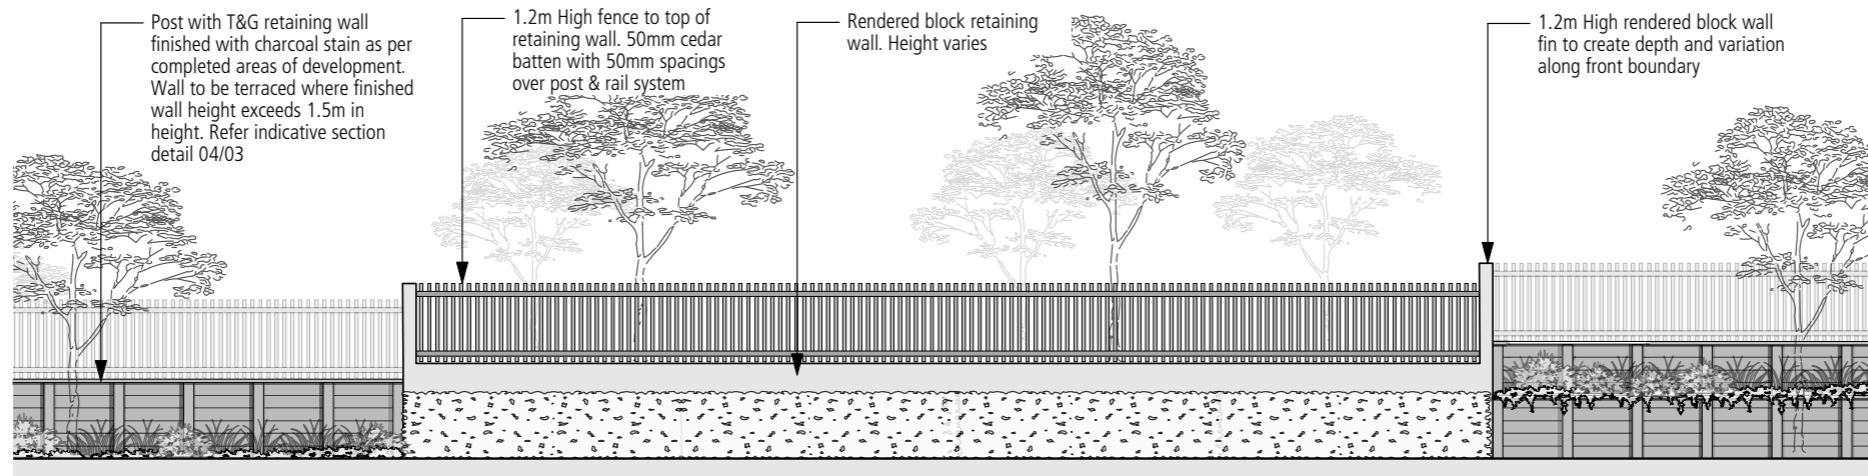 Post with T&G retaining wall
finished with charcoal stain as per
completed areas of development.
Wall to be terraced where finished
wall height exceeds 1.5m in
height. Refer indicative section
detail 04/03
1.2m High fence to top of
retaining wall. 50mm cedar
batten with 50mm spacings
over post & rail system
Rendered block retaining
wall. Height varies
1.2m High rendered block wall
fin to create depth and variation
along front boundary